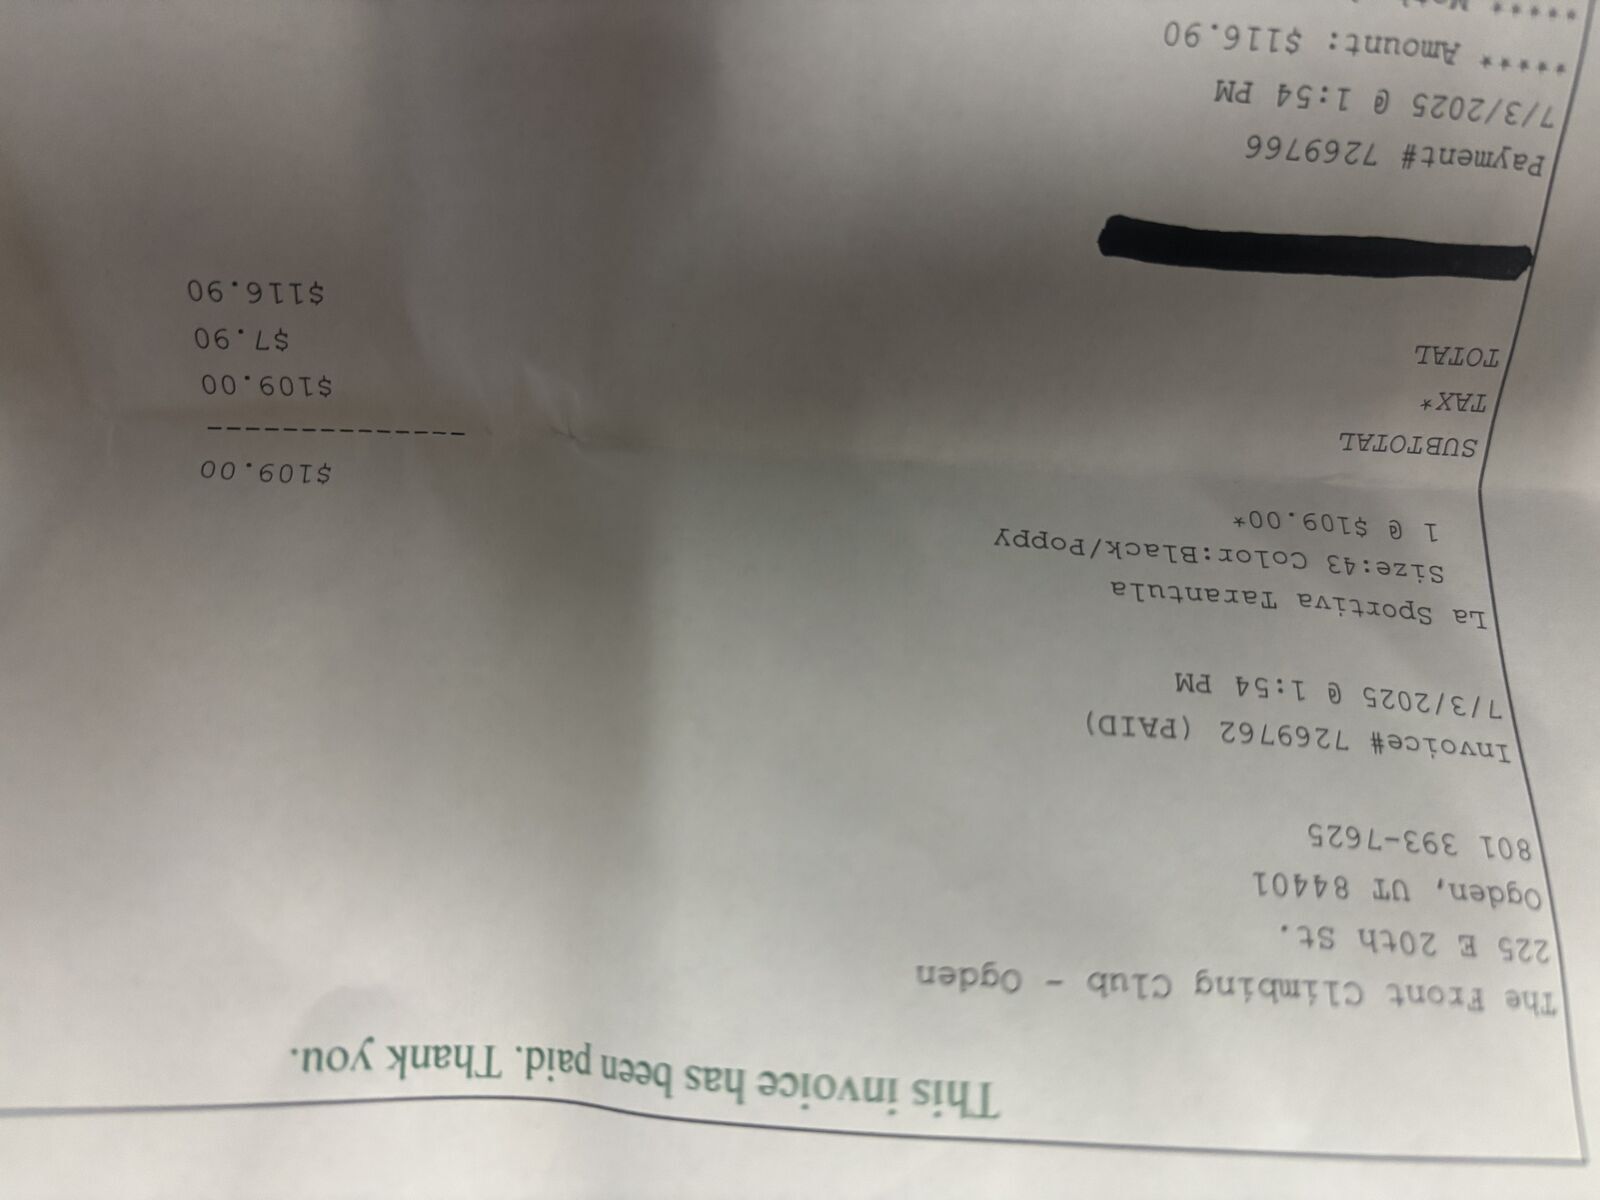 This invoice has been paid. Thank you.
The Front Climbing Club - Ogden
225 E 20th St.
Ogden, UT 84401
801 393-7625
Invoice# 7269762 (PAID)
7/3/2025 @ 1:54 PM
La Sportiva Tarantula
Size:43 Color:Black/Poppy
1 @ $109.00*
$109.00
--------------
SUBTOTAL $109.00
TAX* $7.90
TOTAL $116.90
Payment# 7269766
7/3/2025 @ 1:54 PM
***** Amount: $116.90
*****